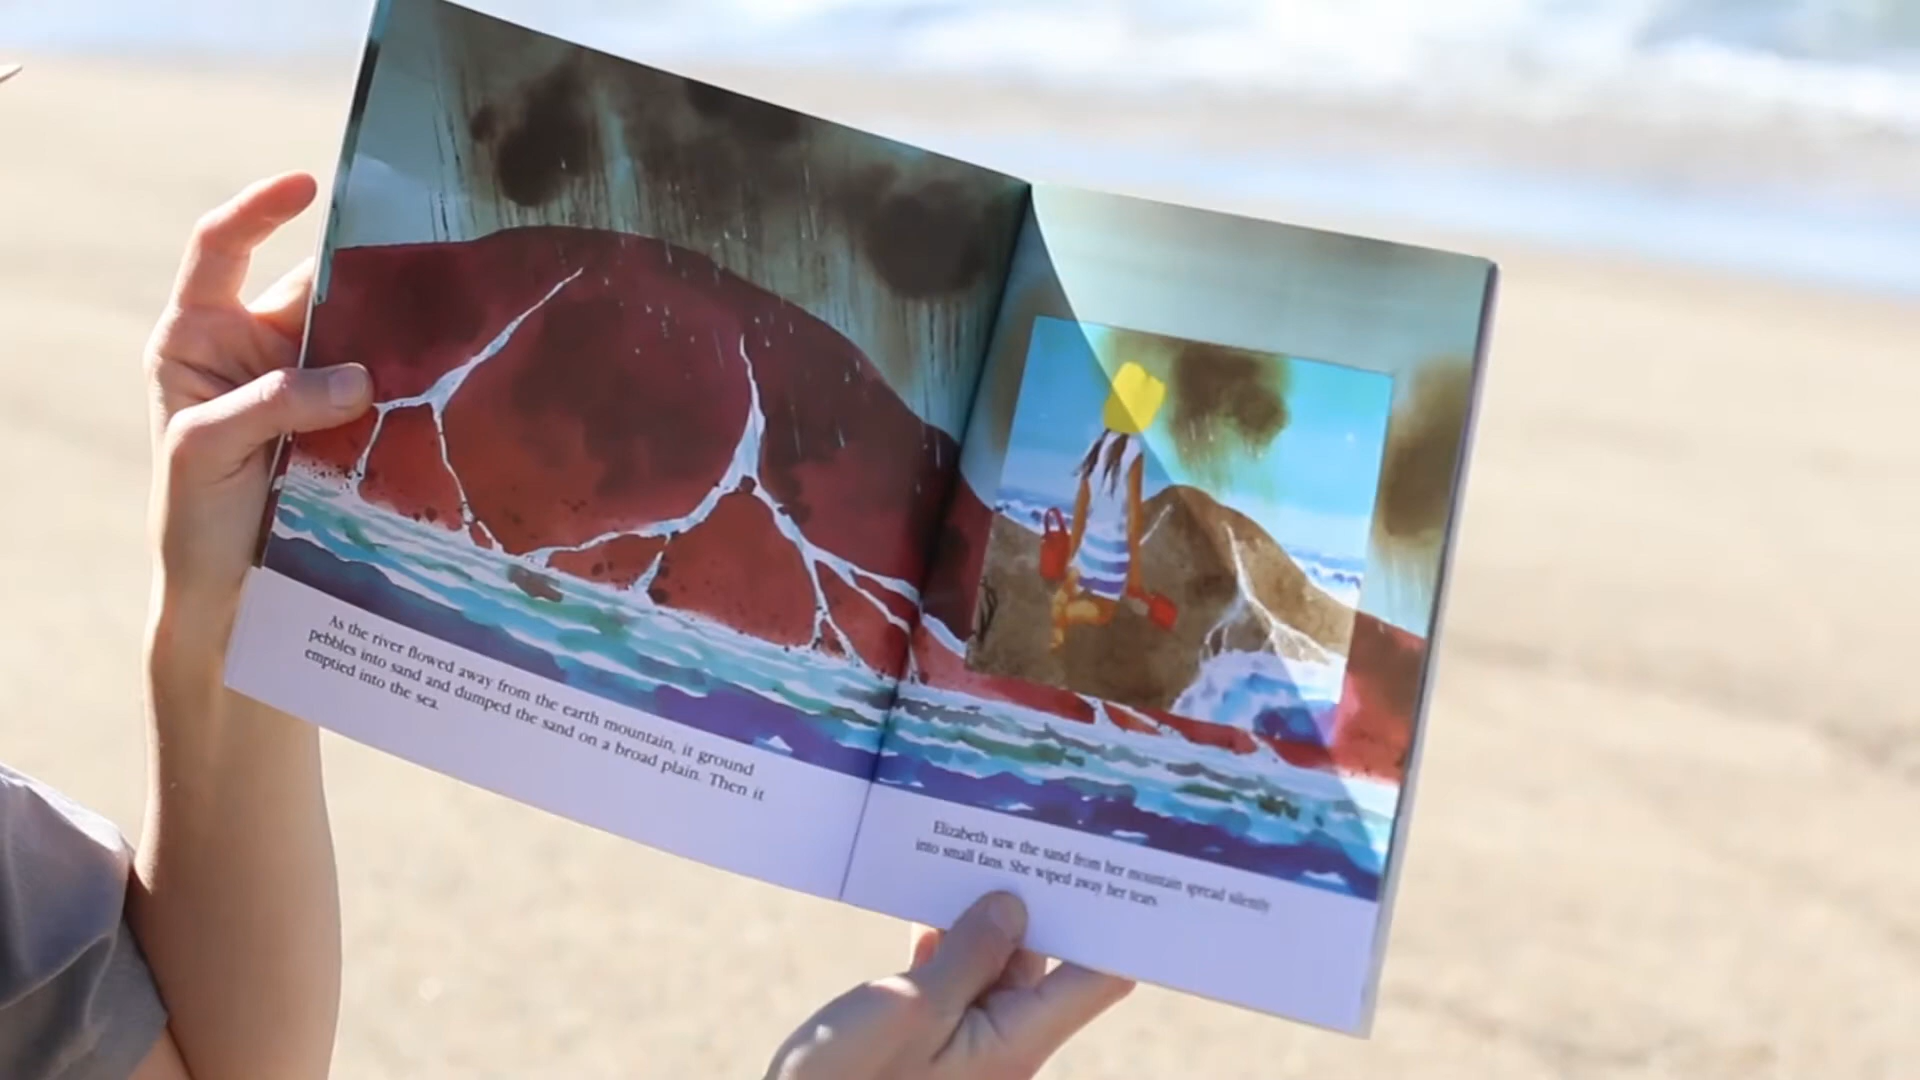 As the river flowed away from the earth mountain, it ground
pebbles into sand and dumped the sand on a broad plain. Then it
emptied into the sea.
Elizabeth saw the sand from her mountain spread silently
into small fans. She wiped away her tears.